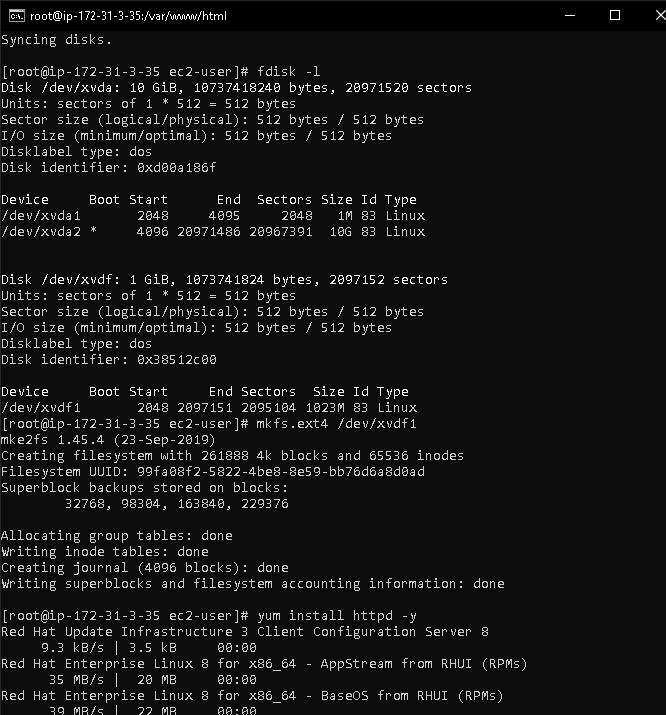 root@ip-172-31-3-35:/var/www/html
Syncing disks.
[root@ip-172-31-3-35 ec2-user]# fdisk -l
Disk /dev/xvda: 10 GiB, 10737418240 bytes, 20971520 sectors
Units: sectors of 1 * 512 = 512 bytes
Sector size (logical/physical): 512 bytes / 512 bytes
I/O size (minimum/optimal): 512 bytes / 512 bytes
Disklabel type: dos
Disk identifier: 0xd00a186f
Device     Boot Start      End  Sectors Size Id Type
/dev/xvda1       2048     4095     2048   1M 83 Linux
/dev/xvda2 *     4096 20971486 20967391  10G 83 Linux
Disk /dev/xvdf: 1 GiB, 1073741824 bytes, 2097152 sectors
Units: sectors of 1 * 512 = 512 bytes
Sector size (logical/physical): 512 bytes / 512 bytes
I/O size (minimum/optimal): 512 bytes / 512 bytes
Disklabel type: dos
Disk identifier: 0x38512c00
Device     Boot Start     End Sectors  Size Id Type
/dev/xvdf1       2048 2097151 2095104 1023M 83 Linux
[root@ip-172-31-3-35 ec2-user]# mkfs.ext4 /dev/xvdf1
mke2fs 1.45.4 (23-Sep-2019)
Creating filesystem with 261888 4k blocks and 65536 inodes
Filesystem UUID: 99fa08f2-5822-4be8-8e59-bb76d6a8d0ad
Superblock backups stored on blocks:
        32768, 98304, 163840, 229376
Allocating group tables: done
Writing inode tables: done
Creating journal (4096 blocks): done
Writing superblocks and filesystem accounting information: done
[root@ip-172-31-3-35 ec2-user]# yum install httpd -y
Red Hat Update Infrastructure 3 Client Configuration Server 8
     9.3 kB/s | 3.5 kB     00:00
Red Hat Enterprise Linux 8 for x86_64 - AppStream from RHUI (RPMs)
      35 MB/s |  20 MB     00:00
Red Hat Enterprise Linux 8 for x86_64 - BaseOS from RHUI (RPMs)
      39 MB/s |  22 MB     00:00